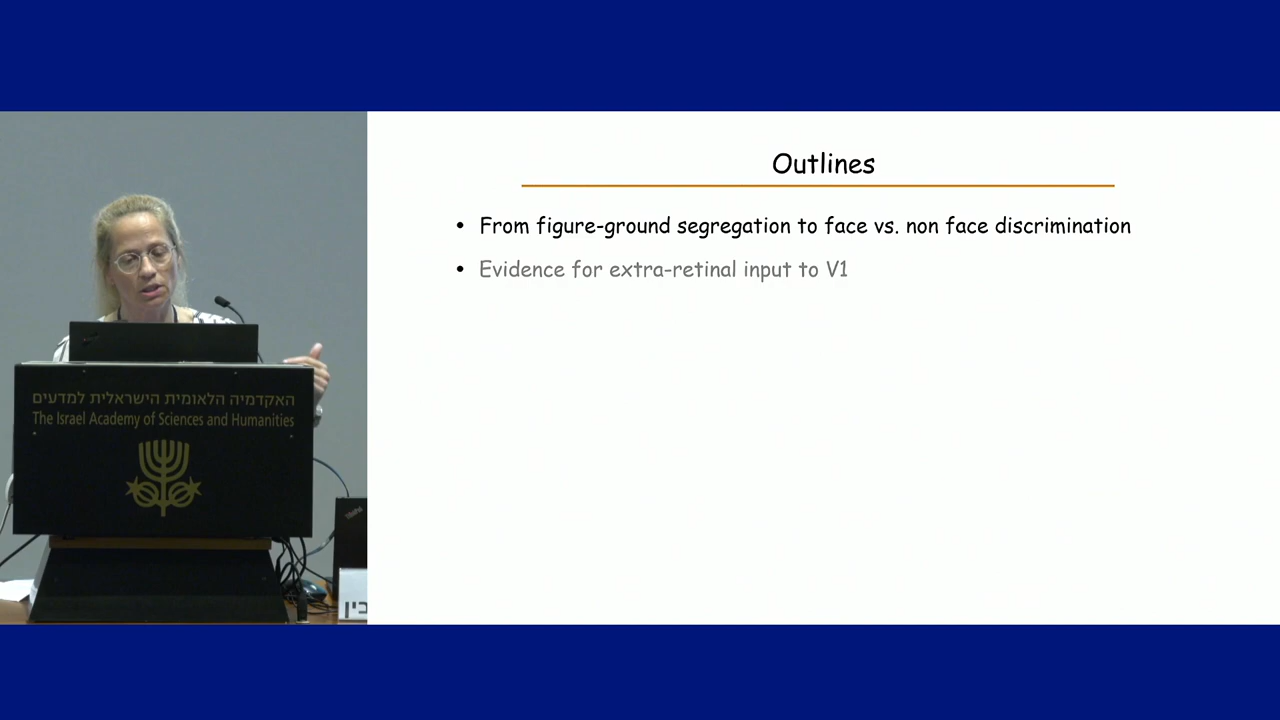 Outlines
• From figure-ground segregation to face vs. non face discrimination
• Evidence for extra-retinal input to V1
האקדמיה הלאומית הישראלית למדעים
The Israel Academy of Sciences and Humanities
ThinkPad